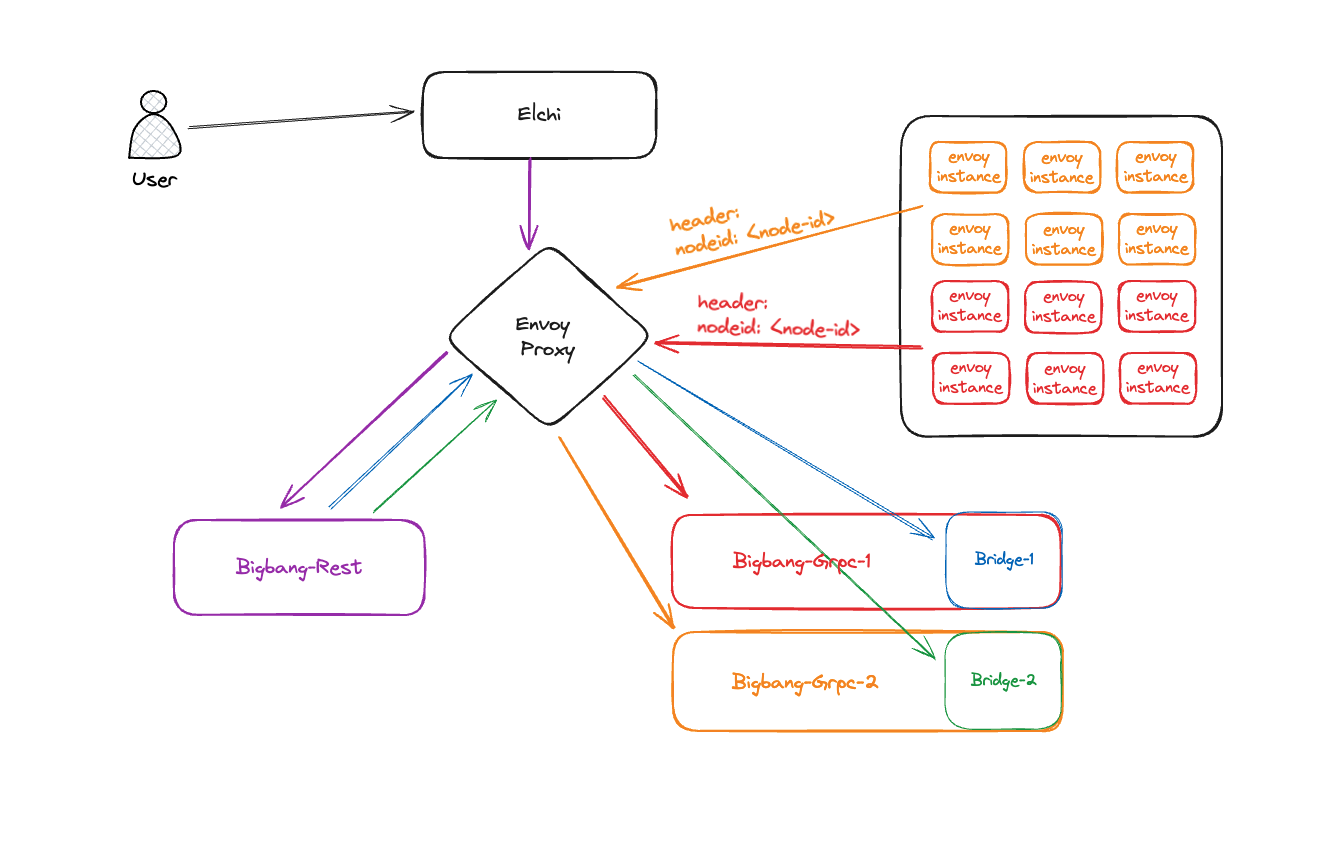 Elchi
User
envoy
instance
envoy
instance
envoy
instance
envoy
instance
envoy
instance
envoy
instance
envoy
instance
envoy
instance
envoy
instance
envoy
instance
envoy
instance
envoy
instance
header:
nodeid: <node-id>
header:
nodeid: <node-id>
Envoy
Proxy
Bigbang-Rest
Bigbang-Grpc-1
Bridge-1
Bigbang-Grpc-2
Bridge-2